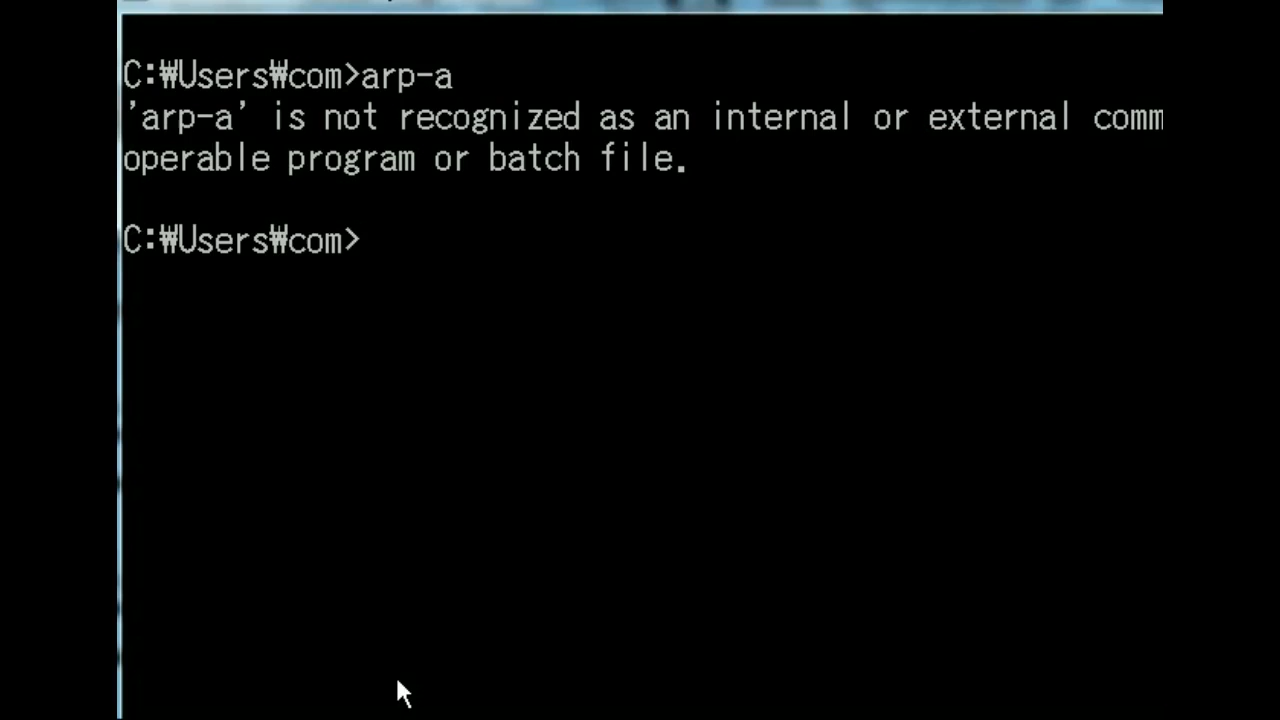 C:₩Users₩com>arp-a
'arp-a' is not recognized as an internal or external comm
operable program or batch file.
C:₩Users₩com>